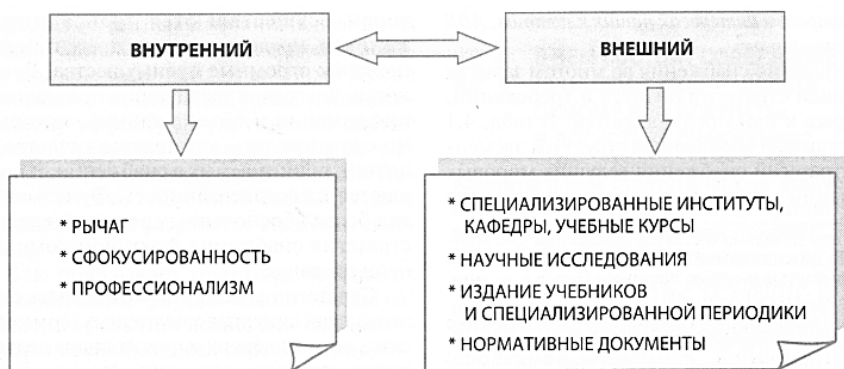 ВНУТРЕННИЙ
ВНЕШНИЙ
* РЫЧАГ
* СФОКУСИРОВАННОСТЬ
* ПРОФЕССИОНАЛИЗМ
* СПЕЦИАЛИЗИРОВАННЫЕ ИНСТИТУТЫ,
КАФЕДРЫ, УЧЕБНЫЕ КУРСЫ
* НАУЧНЫЕ ИССЛЕДОВАНИЯ
* ИЗДАНИЕ УЧЕБНИКОВ
И СПЕЦИАЛИЗИРОВАННОЙ ПЕРИОДИКИ
* НОРМАТИВНЫЕ ДОКУМЕНТЫ